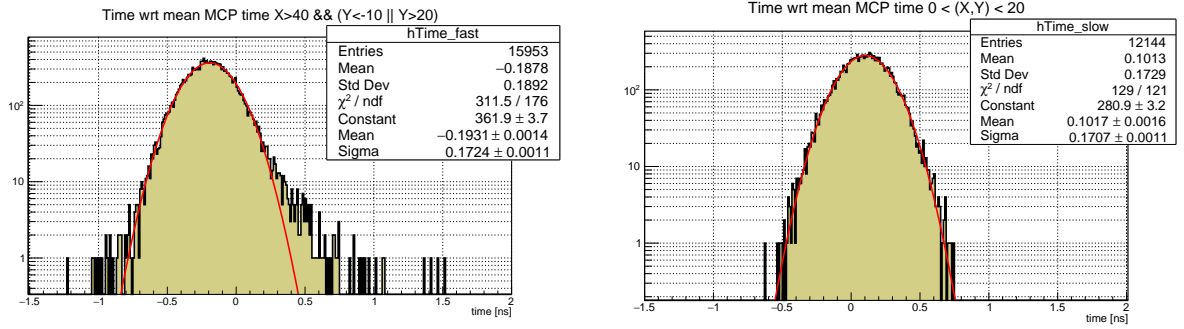 Time wrt mean MCP time X>40 && (Y<-10 || Y>20)
hTime_fast
Entries 15953
Mean −0.1878
Std Dev 0.1892
χ² / ndf 311.5 / 176
Constant 361.9 ± 3.7
Mean −0.1931 ± 0.0014
Sigma 0.1724 ± 0.0011
10²
10
1
−1.5 −1 −0.5 0 0.5 1 1.5 2
time [ns]
Time wrt mean MCP time 0 < (X,Y) < 20
hTime_slow
Entries 12144
Mean 0.1013
Std Dev 0.1729
χ² / ndf 129 / 121
Constant 280.9 ± 3.2
Mean 0.1017 ± 0.0016
Sigma 0.1707 ± 0.0011
10²
10
1
−1.5 −1 −0.5 0 0.5 1 1.5 2
time [ns]